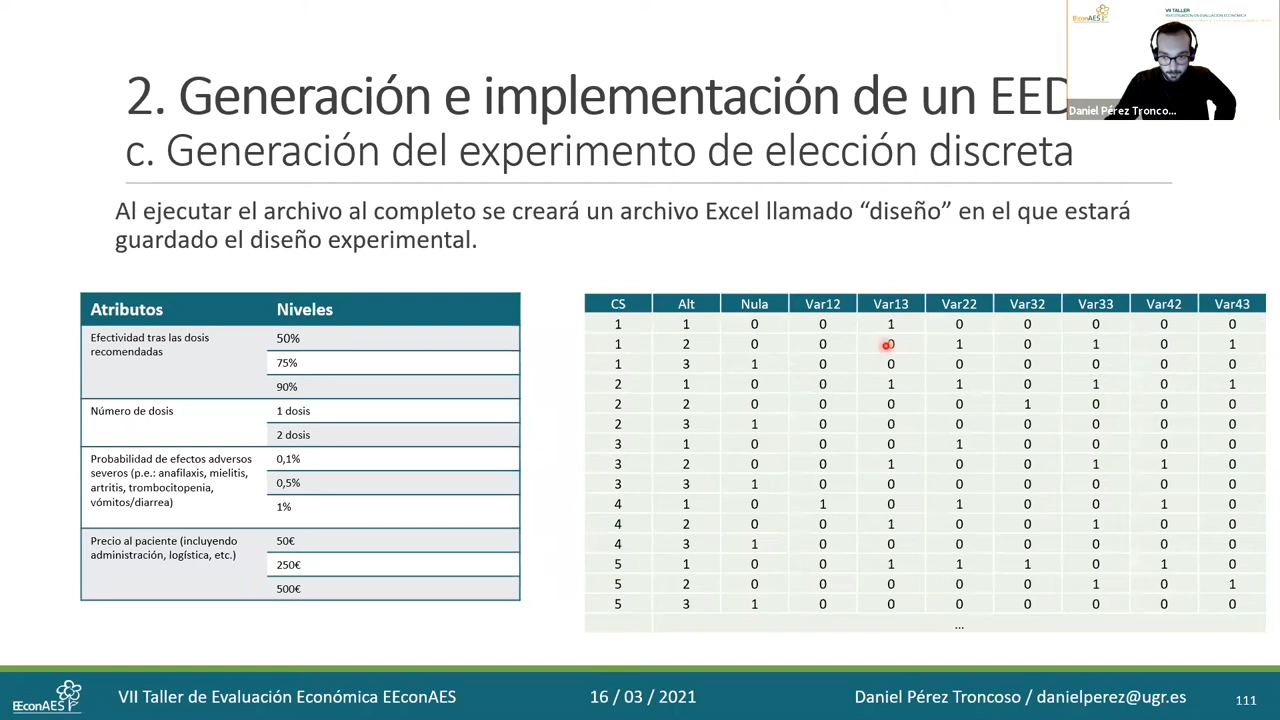 EEconAES
VII TALLER
INVESTIGACIÓN EN EVALUACIÓN ECONÓMICA
Daniel Pérez Tronco...
2. Generación e implementación de un EED
c. Generación del experimento de elección discreta
Al ejecutar el archivo al completo se creará un archivo Excel llamado “diseño” en el que estará
guardado el diseño experimental.
Atributos Niveles
Efectividad tras las dosis
recomendadas
50%
75%
90%
Número de dosis
1 dosis
2 dosis
Probabilidad de efectos adversos
severos (p.e.: anafilaxis, mielitis,
artritis, trombocitopenia,
vómitos/diarrea)
0,1%
0,5%
1%
Precio al paciente (incluyendo
administración, logística, etc.)
50€
250€
500€
CS Alt Nula Var12 Var13 Var22 Var32 Var33 Var42 Var43
1 1 0 0 1 0 0 0 0 0
1 2 0 0 0 1 0 1 0 1
1 3 1 0 0 0 0 0 0 0
2 1 0 0 1 1 0 1 0 1
2 2 0 0 0 0 1 0 0 0
2 3 1 0 0 0 0 0 0 0
3 1 0 0 0 1 0 0 0 0
3 2 0 0 1 0 0 1 1 0
3 3 1 0 0 0 0 0 0 0
4 1 0 1 0 1 0 0 1 0
4 2 0 0 1 0 0 1 0 0
4 3 1 0 0 0 0 0 0 0
5 1 0 0 1 1 1 0 1 0
5 2 0 0 0 0 0 1 0 1
5 3 1 0 0 0 0 0 0 0
...
EEconAES
VII Taller de Evaluación Económica EEconAES
16 / 03 / 2021
Daniel Pérez Troncoso / danielperez@ugr.es
111